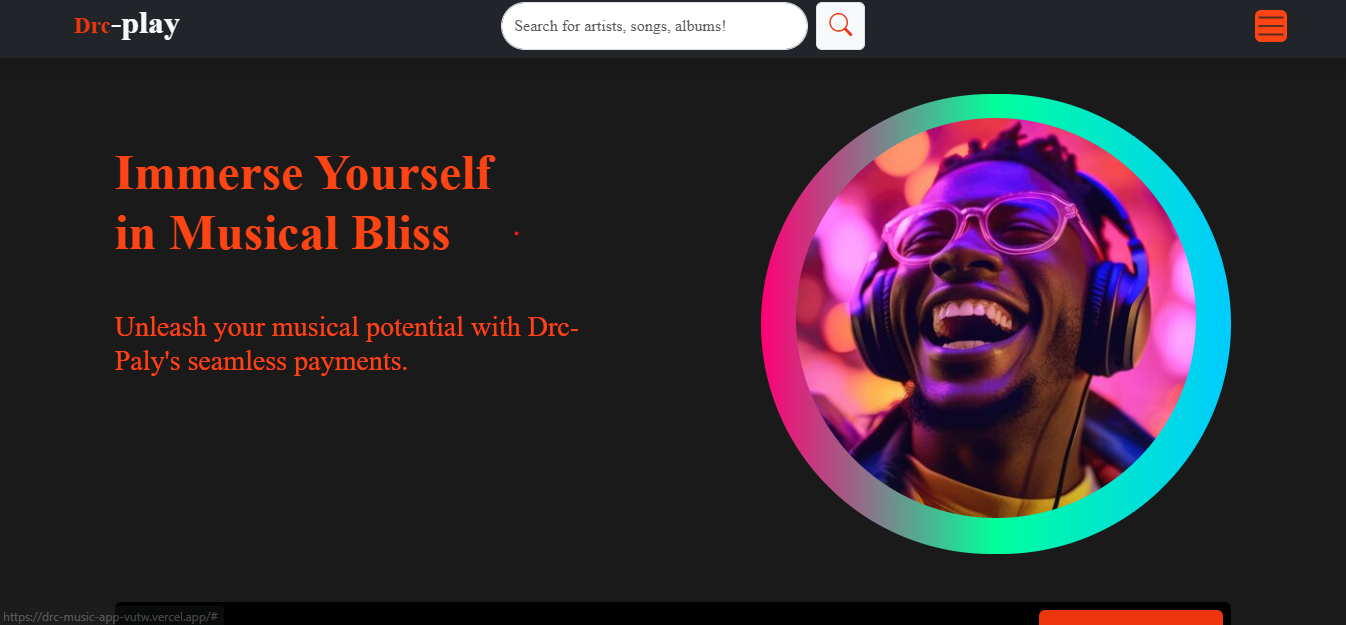 Drc-play
Search for artists, songs, albums!
Immerse Yourself
in Musical Bliss
Unleash your musical potential with Drc-
Paly's seamless payments.
https://drc-music-app-vutw.vercel.app/#